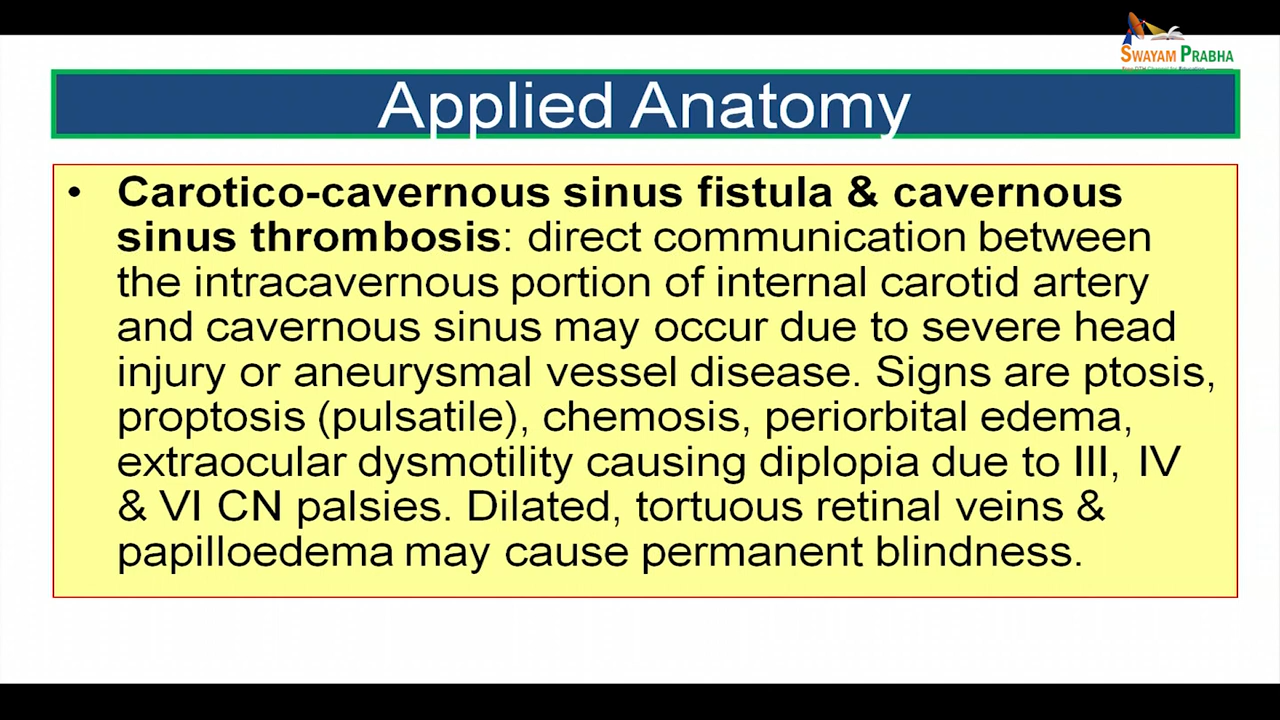 SWAYAM PRABHA
Applied Anatomy
• Carotico-cavernous sinus fistula & cavernous
sinus thrombosis: direct communication between
the intracavernous portion of internal carotid artery
and cavernous sinus may occur due to severe head
injury or aneurysmal vessel disease. Signs are ptosis,
proptosis (pulsatile), chemosis, periorbital edema,
extraocular dysmotility causing diplopia due to III, IV
& VI CN palsies. Dilated, tortuous retinal veins &
papilloedema may cause permanent blindness.